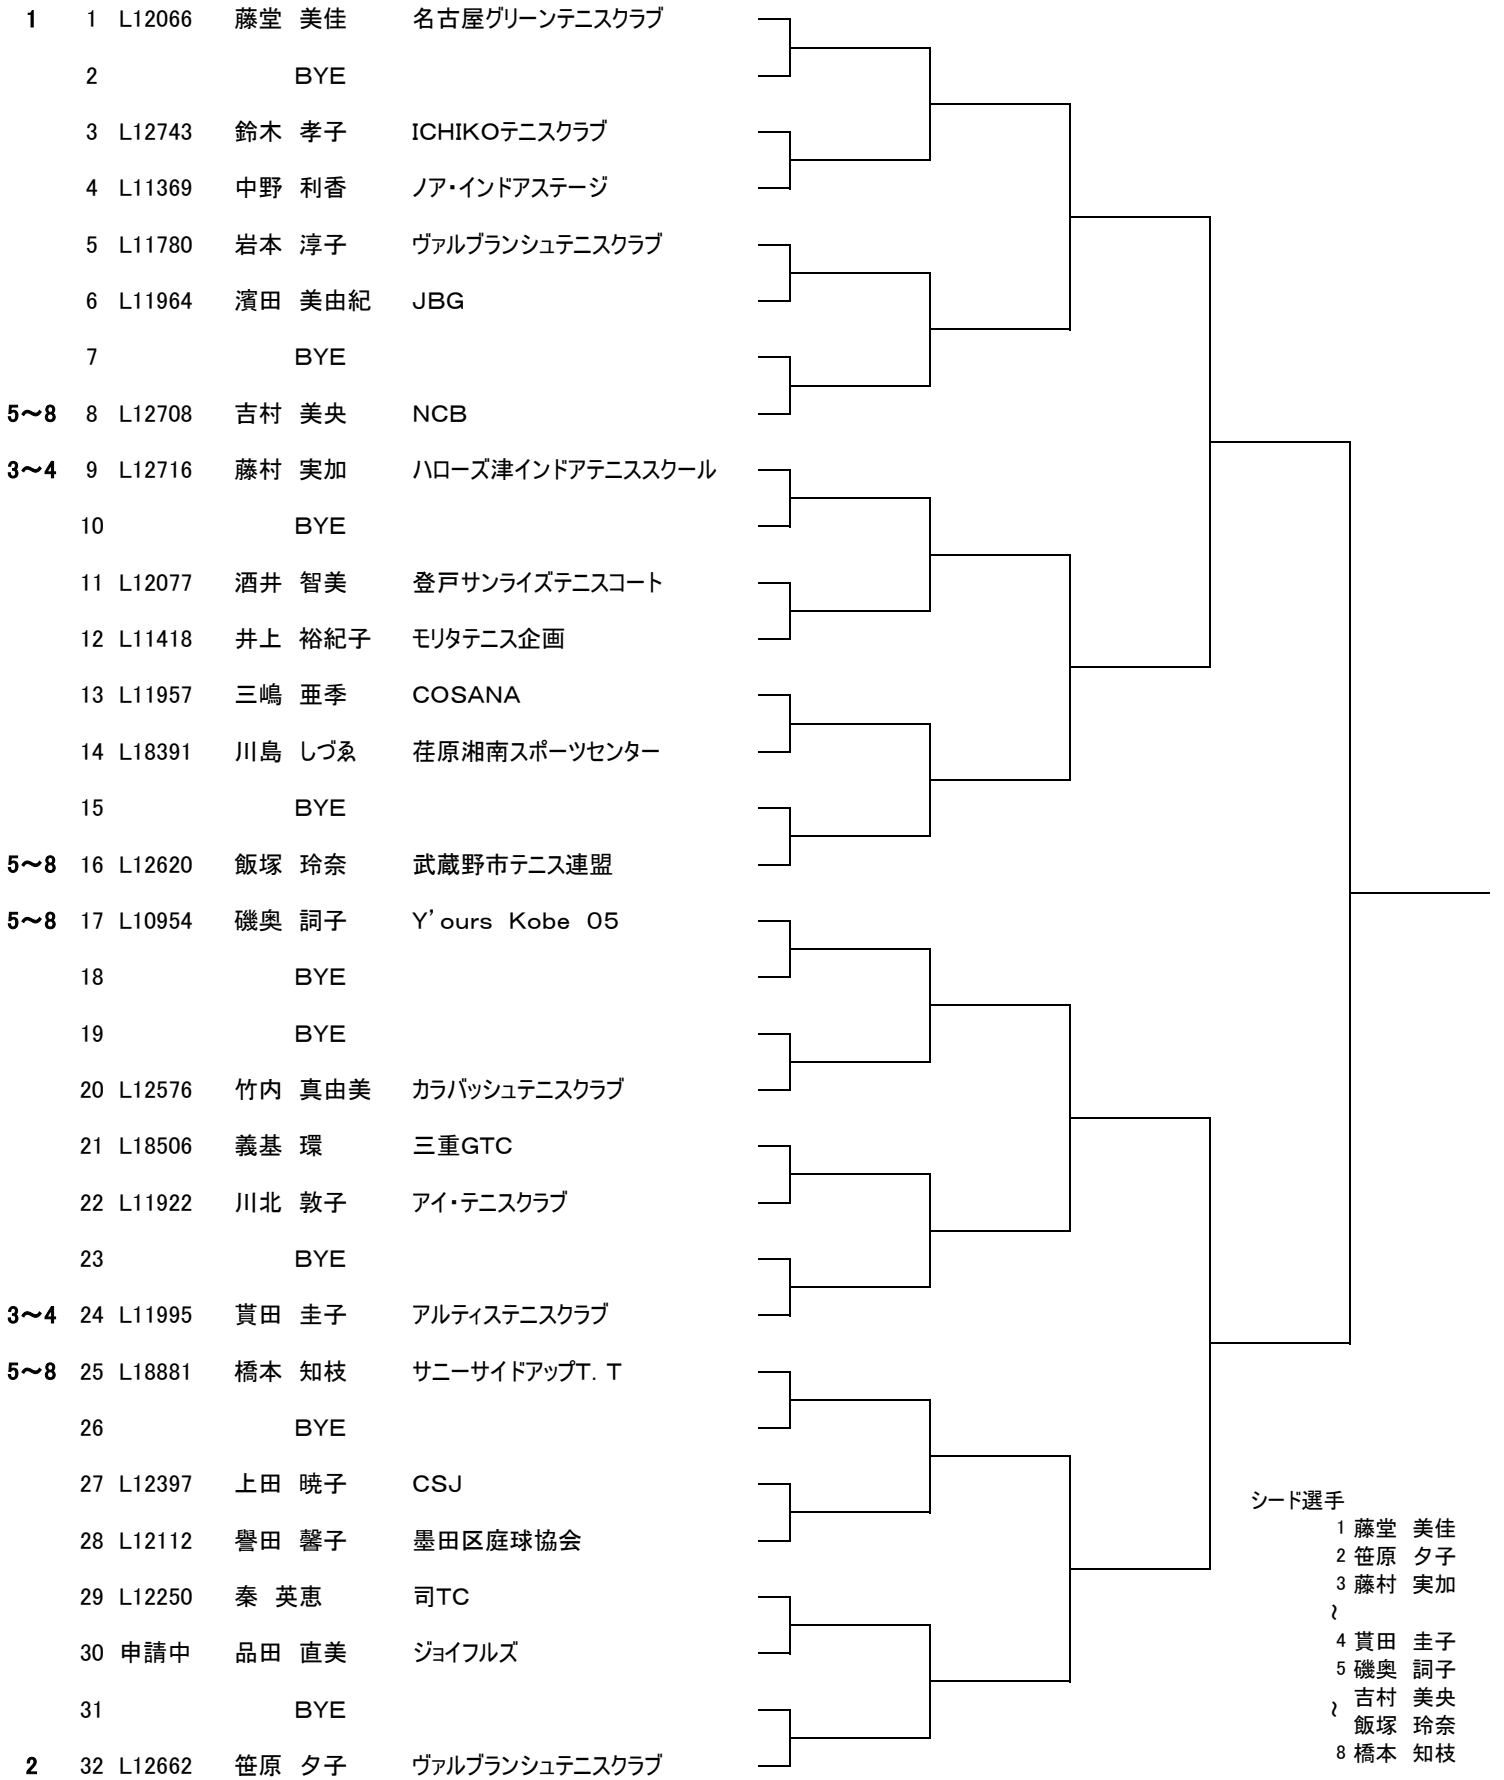 1 1 L12066 藤堂 美佳 名古屋グリーンテニスクラブ
2 BYE
3 L12743 鈴木 孝子 ICHIKOテニスクラブ
4 L11369 中野 利香 ノア・インドアステージ
5 L11780 岩本 淳子 ヴァルブランシュテニスクラブ
6 L11964 濱田 美由紀 JBG
7 BYE
5～8 8 L12708 吉村 美央 NCB
3～4 9 L12716 藤村 実加 ハローズ津インドアテニススクール
10 BYE
11 L12077 酒井 智美 登戸サンライズテニスコート
12 L11418 井上 裕紀子 モリタテニス企画
13 L11957 三嶋 亜季 COSANA
14 L18391 川島 しづゑ 荏原湘南スポーツセンター
15 BYE
5～8 16 L12620 飯塚 玲奈 武蔵野市テニス連盟
5～8 17 L10954 磯奥 詞子 Y'ours Kobe 05
18 BYE
19 BYE
20 L12576 竹内 真由美 カラバッシュテニスクラブ
21 L18506 義基 環 三重GTC
22 L11922 川北 敦子 アイ・テニスクラブ
23 BYE
3～4 24 L11995 貰田 圭子 アルティステニスクラブ
5～8 25 L18881 橋本 知枝 サニーサイドアップT．T
26 BYE
27 L12397 上田 暁子 CSJ
28 L12112 譽田 馨子 墨田区庭球協会
29 L12250 秦 英恵 司TC
30 申請中 品田 直美 ジョイフルズ
31 BYE
2 32 L12662 笹原 夕子 ヴァルブランシュテニスクラブ
シード選手
1 藤堂 美佳
2 笹原 夕子
3 藤村 実加
～
4 貰田 圭子
5 磯奥 詞子
吉村 美央
～
飯塚 玲奈
8 橋本 知枝